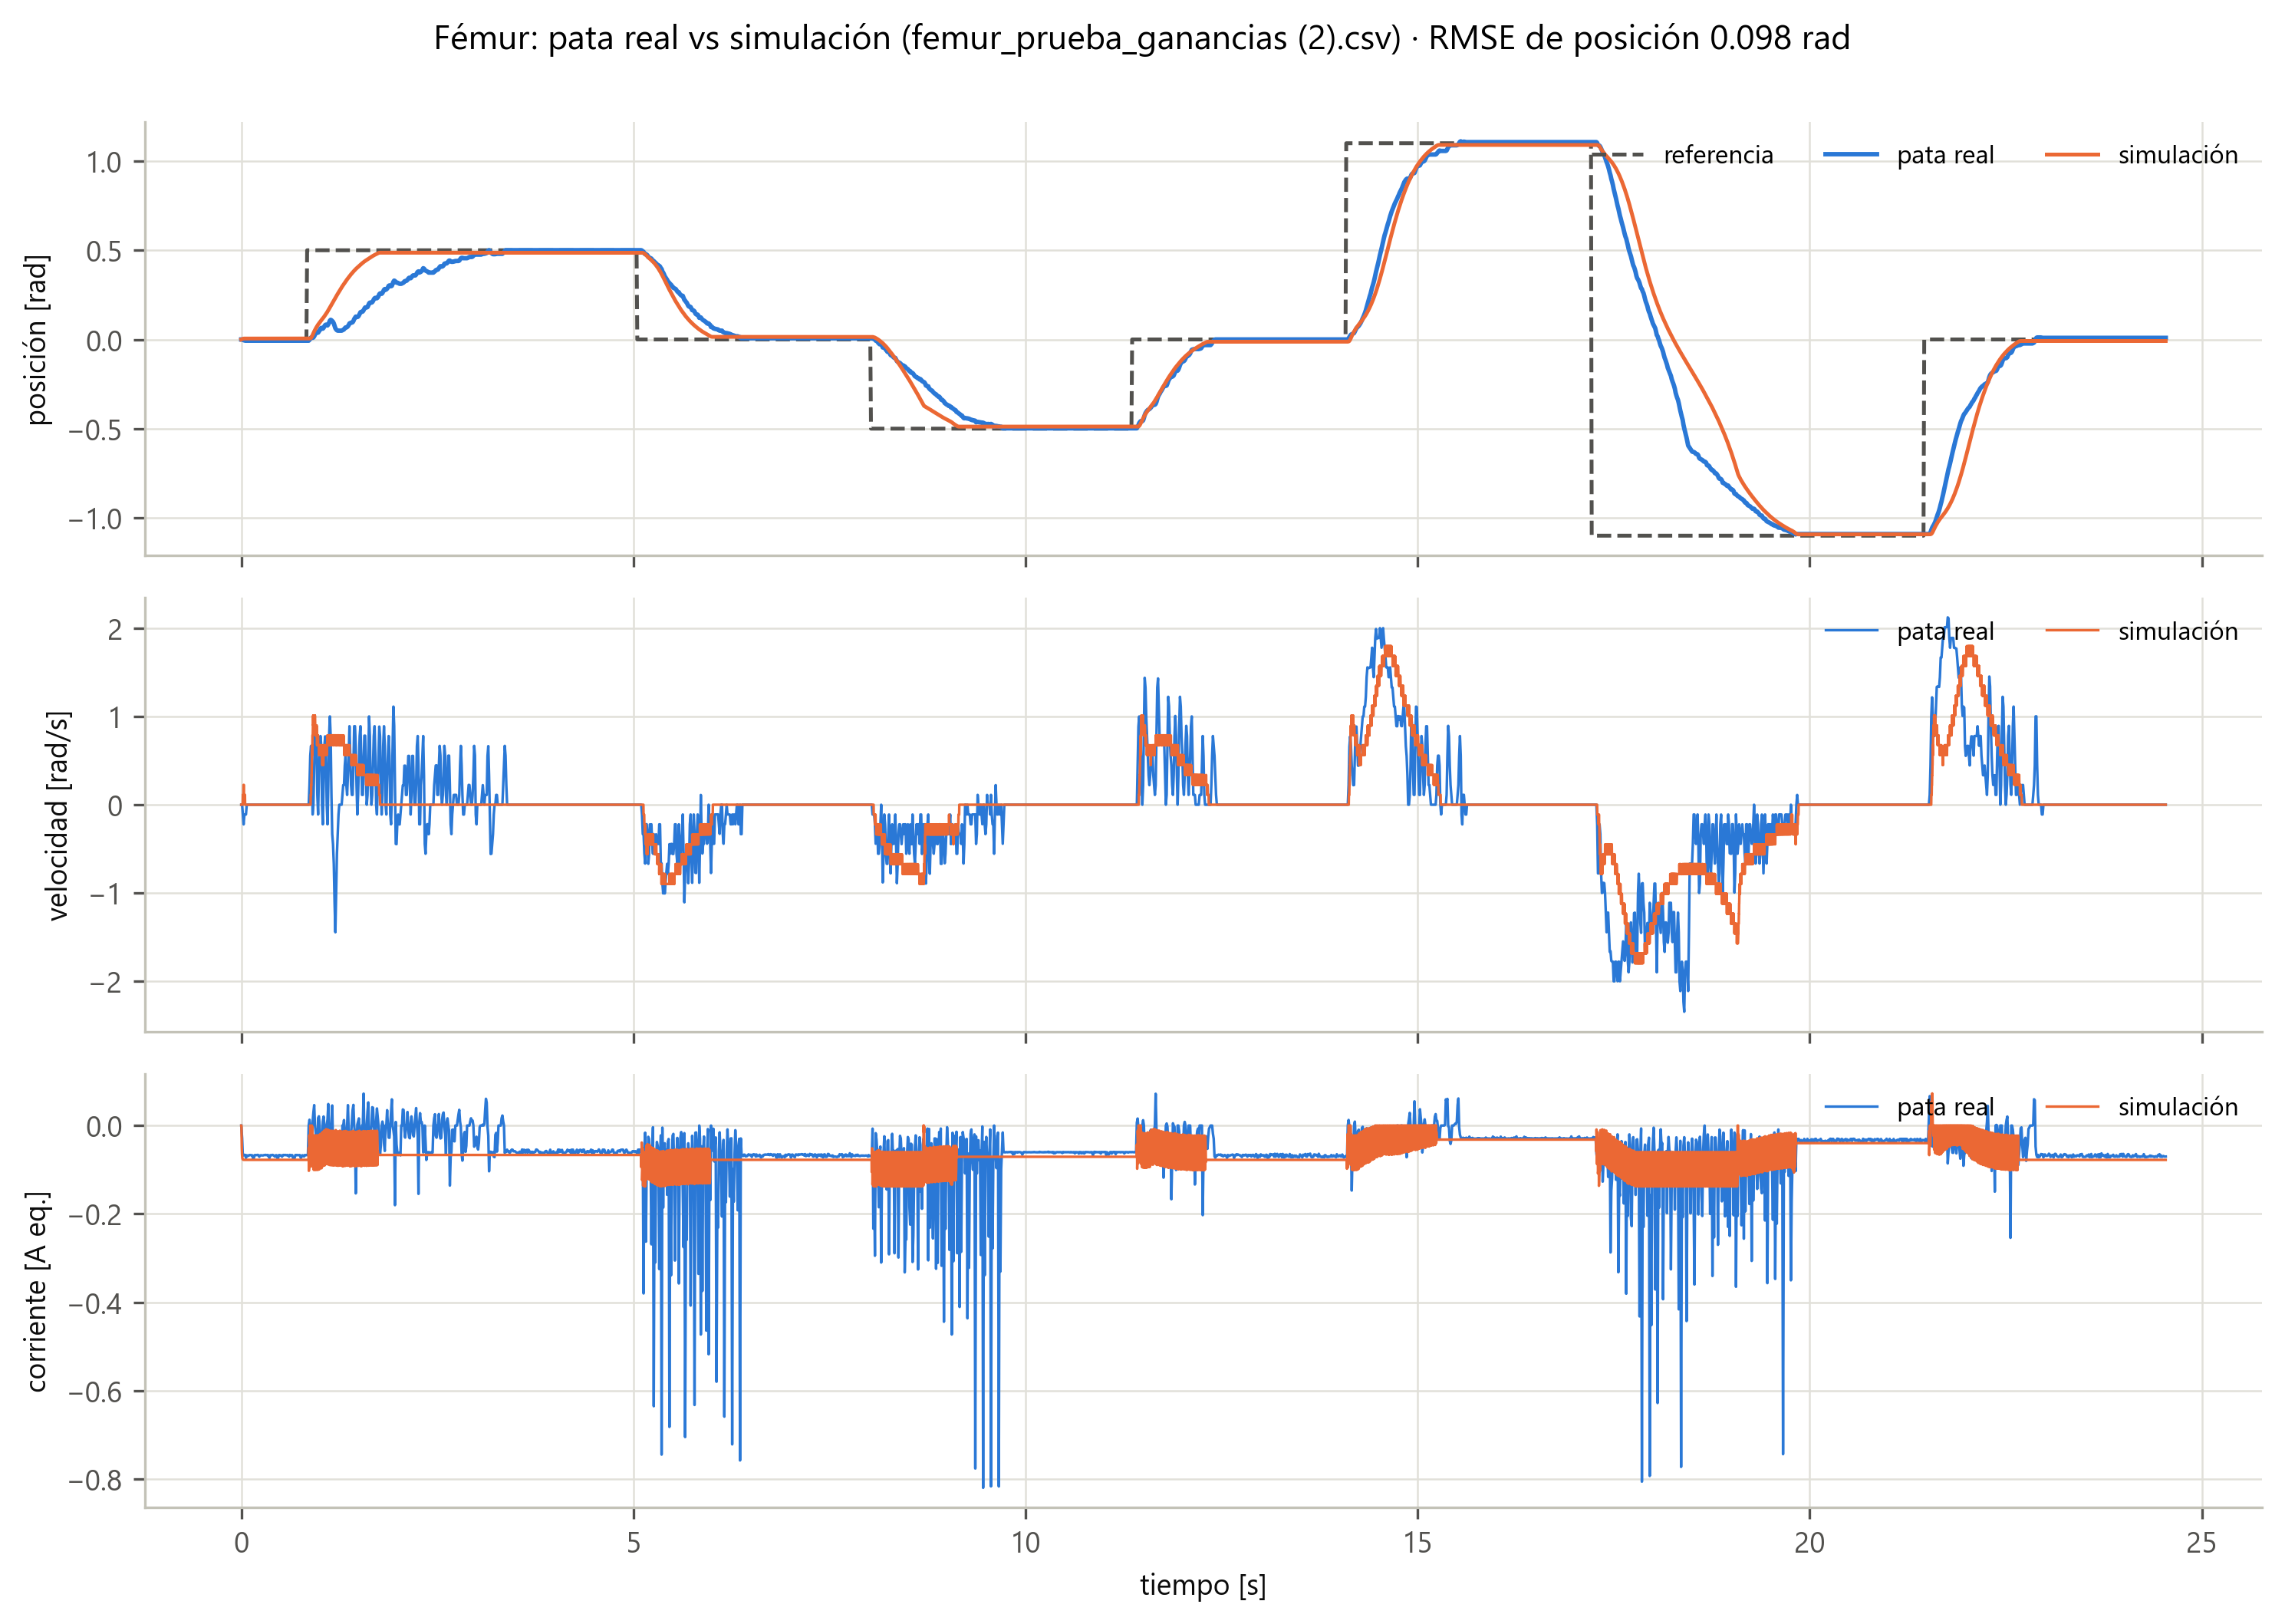 Fémur: pata real vs simulación (femur_prueba_ganancias (2).csv) · RMSE de posición 0.098 rad
posición [rad]
1.0
0.5
0.0
−0.5
−1.0
referencia
pata real
simulación
velocidad [rad/s]
2
1
0
−1
−2
pata real
simulación
corriente [A eq.]
0.0
−0.2
−0.4
−0.6
−0.8
pata real
simulación
0
5
10
15
20
25
tiempo [s]